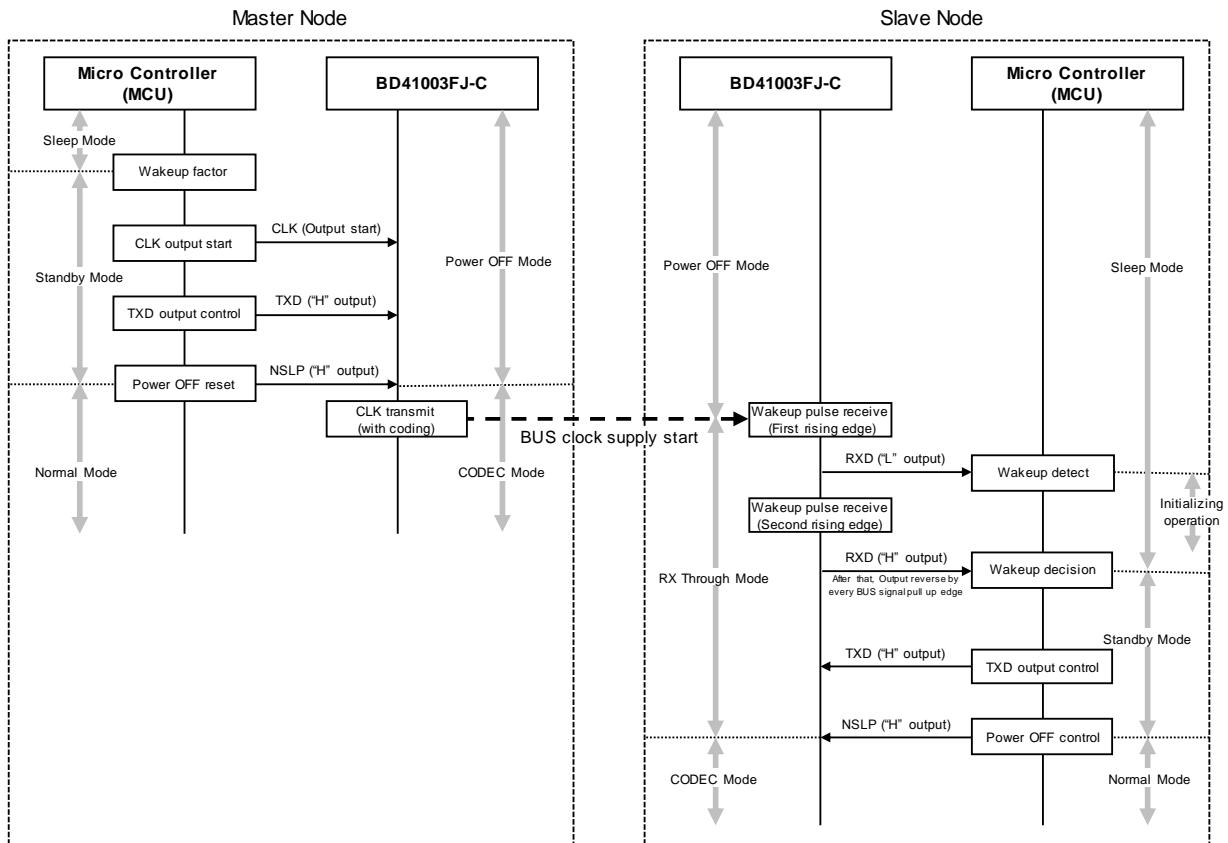 Master Node
Micro Controller
(MCU)
BD41003FJ-C
Sleep Mode
Wakeup factor
CLK output start
CLK (Output start)
Power OFF Mode
Standby Mode
TXD output control
TXD (“H” output)
Power OFF reset
NSLP (“H” output)
CLK transmit
(with coding)
BUS clock supply start
Normal Mode
CODEC Mode
Slave Node
BD41003FJ-C
Micro Controller
(MCU)
Power OFF Mode
Sleep Mode
Wakeup pulse receive
(First rising edge)
RXD (“L” output)
Wakeup detect
Initializing
operation
Wakeup pulse receive
(Second rising edge)
RXD (“H” output)
After that, Output reverse by
every BUS signal pull up edge
Wakeup decision
RX Through Mode
Standby Mode
TXD (“H” output)
TXD output control
NSLP (“H” output)
Power OFF control
CODEC Mode
Normal Mode